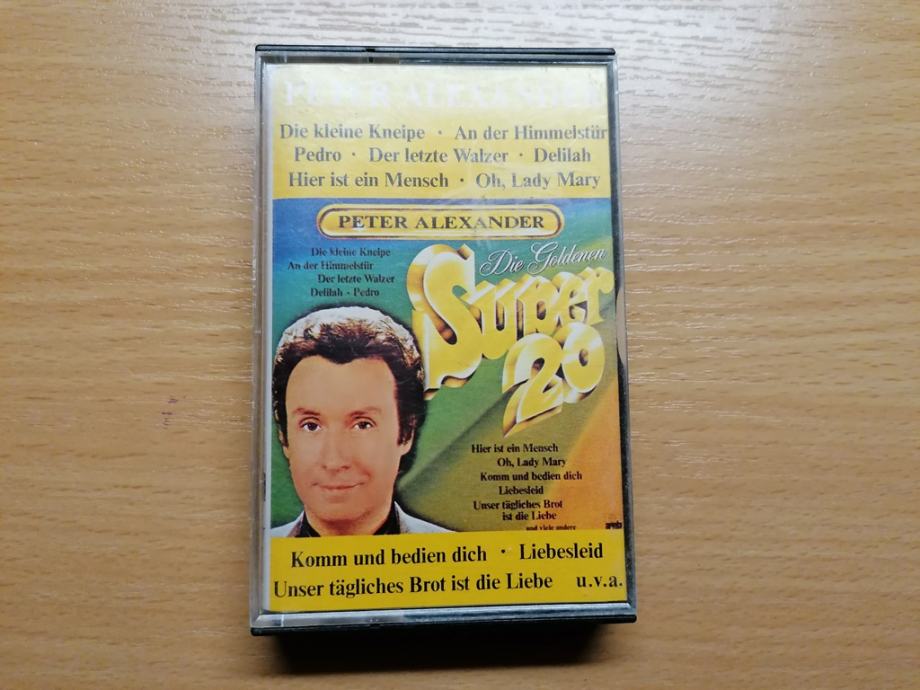 PETER ALEXANDER
Die kleine Kneipe · An der Himmelstür
Pedro · Der letzte Walzer · Delilah
Hier ist ein Mensch · Oh, Lady Mary
PETER ALEXANDER
Die Goldenen
Super
20
Die kleine Kneipe
An der Himmelstür
Der letzte Walzer
Delilah - Pedro
Hier ist ein Mensch
Oh, Lady Mary
Komm und bedien dich
Liebesleid
Unser tägliches Brot
ist die Liebe
und viele andere
ariola
Komm und bedien dich · Liebesleid
Unser tägliches Brot ist die Liebe u.v.a.